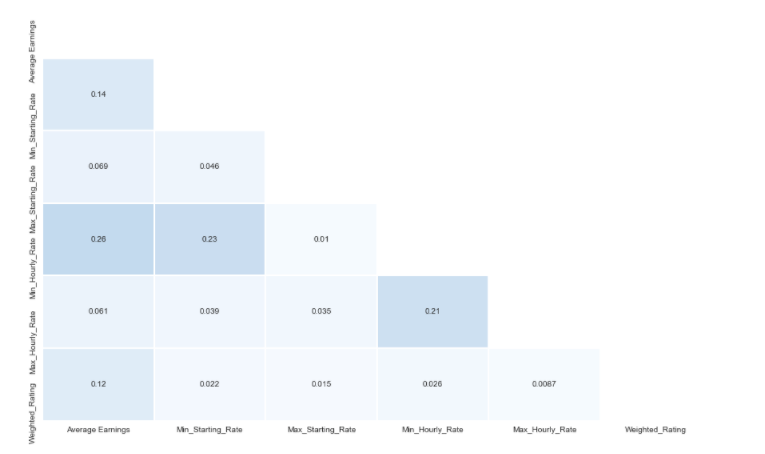 Average Earnings
Min_Starting_Rate
0.14
Max_Starting_Rate
0.069 0.046
Min_Hourly_Rate
0.26 0.23 0.01
Max_Hourly_Rate
0.061 0.039 0.035 0.21
Weighted_Rating
0.12 0.022 0.015 0.026 0.0087
Average Earnings Min_Starting_Rate Max_Starting_Rate Min_Hourly_Rate Max_Hourly_Rate Weighted_Rating